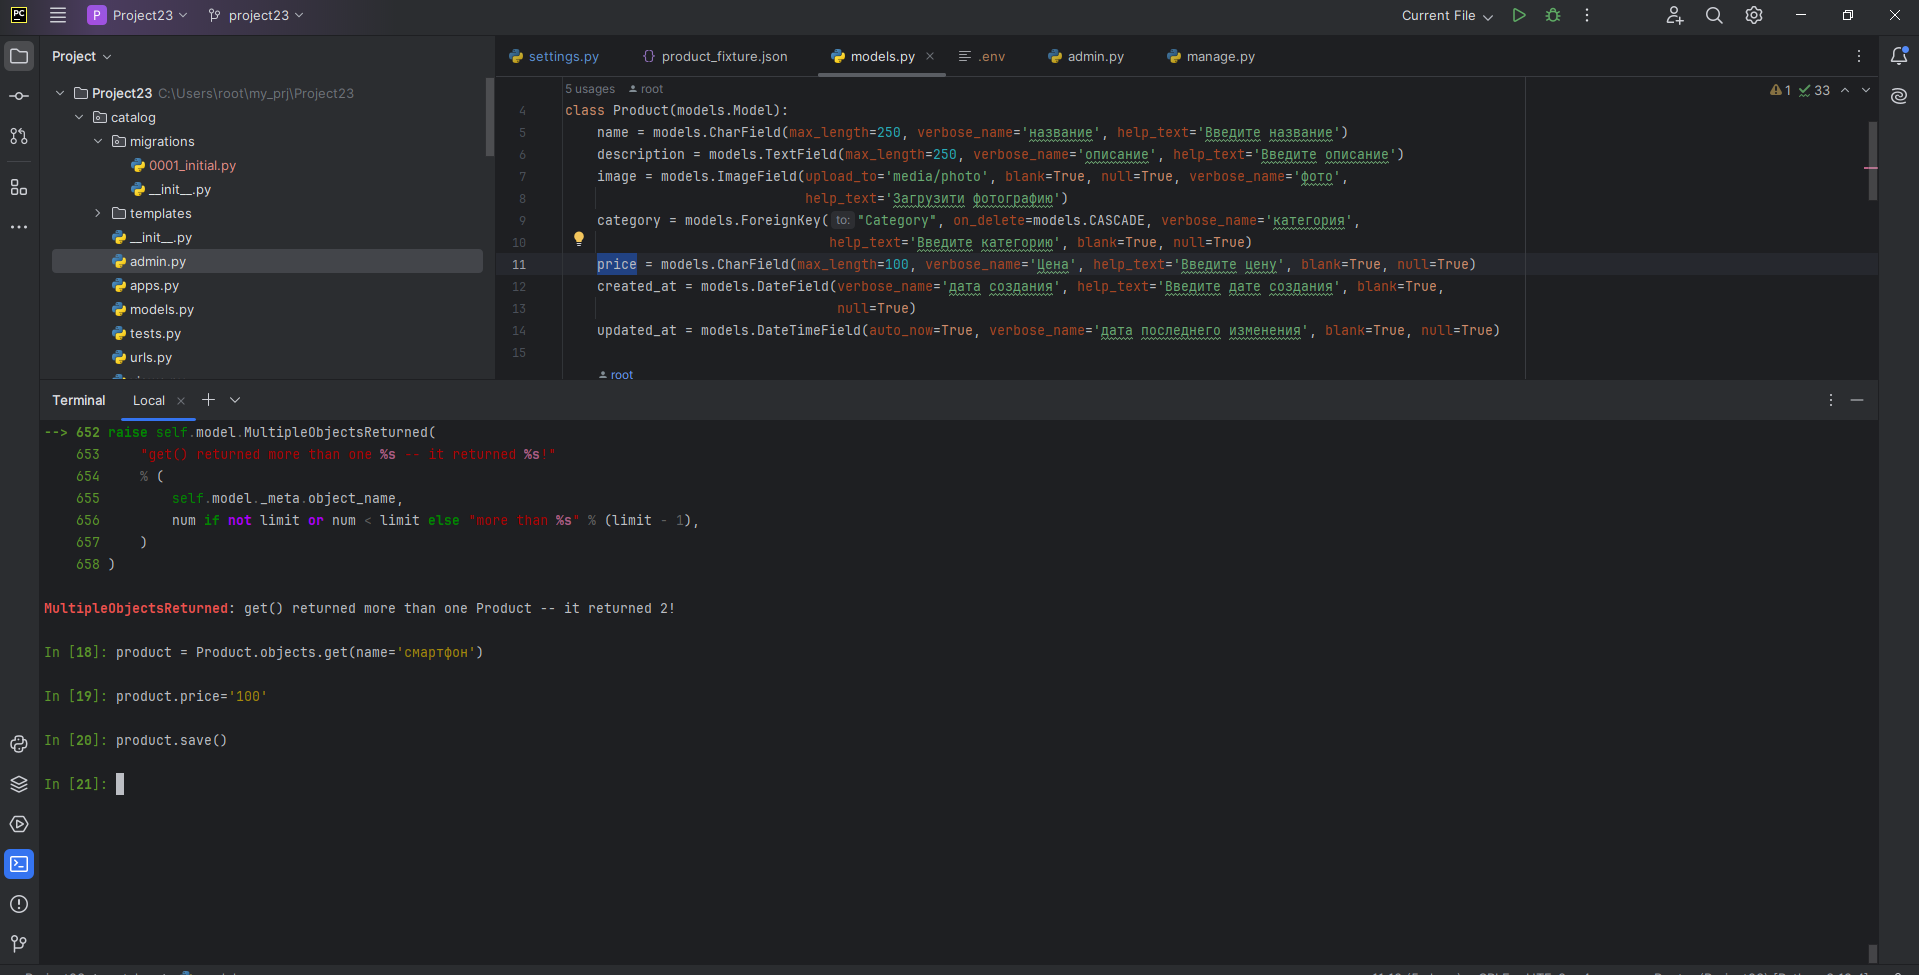 PC P Project23 project23 Current File
Project
settings.py product_fixture.json models.py .env admin.py manage.py
Project23 C:\Users\root\my_prj\Project23
catalog
migrations
0001_initial.py
__init__.py
templates
__init__.py
admin.py
apps.py
models.py
tests.py
urls.py
5 usages root
1 33
4 class Product(models.Model):
5 name = models.CharField(max_length=250, verbose_name='название', help_text='Введите название')
6 description = models.TextField(max_length=250, verbose_name='описание', help_text='Введите описание')
7 image = models.ImageField(upload_to='media/photo', blank=True, null=True, verbose_name='фото',
8 help_text='Загрузити фотографию')
9 category = models.ForeignKey( to: "Category", on_delete=models.CASCADE, verbose_name='категория',
10 help_text='Введите категорию', blank=True, null=True)
11 price = models.CharField(max_length=100, verbose_name='Цена', help_text='Введите цену', blank=True, null=True)
12 created_at = models.DateField(verbose_name='дата создания', help_text='Введите дате создания', blank=True,
13 null=True)
14 updated_at = models.DateTimeField(auto_now=True, verbose_name='дата последнего изменения', blank=True, null=True)
15
root
Terminal Local
--> 652 raise self.model.MultipleObjectsReturned(
653 "get() returned more than one %s -- it returned %s!"
654 % (
655 self.model._meta.object_name,
656 num if not limit or num < limit else "more than %s" % (limit - 1),
657 )
658 )
MultipleObjectsReturned: get() returned more than one Product -- it returned 2!
In [18]: product = Product.objects.get(name='смартфон')
In [19]: product.price='100'
In [20]: product.save()
In [21]: